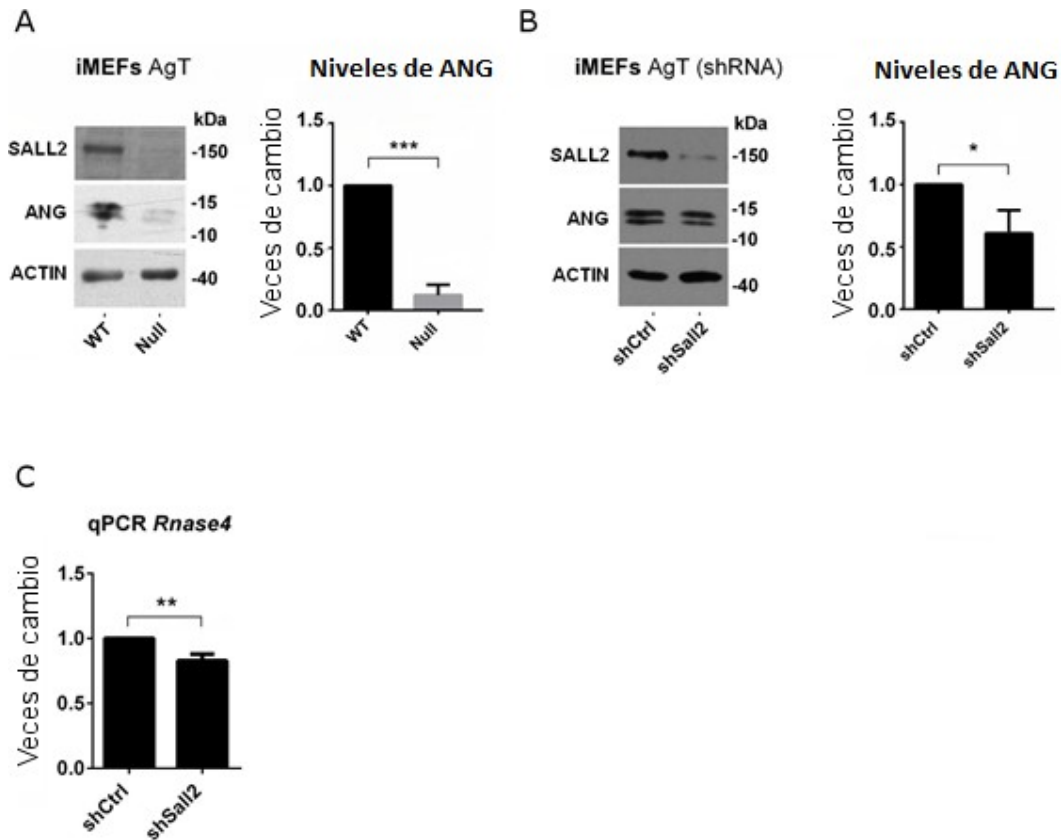 A
iMEFs AgT
kDa
SALL2
-150
ANG
-15
-10
ACTIN
-40
WT
Null
Niveles de ANG
Veces de cambio
1.5
1.0
0.5
0.0
***
WT
Null
B
iMEFs AgT (shRNA)
kDa
SALL2
-150
ANG
-15
-10
ACTIN
-40
shCtrl
shSall2
Niveles de ANG
Veces de cambio
1.5
1.0
0.5
0.0
*
shCtrl
shSall2
C
qPCR Rnase4
Veces de cambio
1.5
1.0
0.5
0.0
**
shCtrl
shSall2